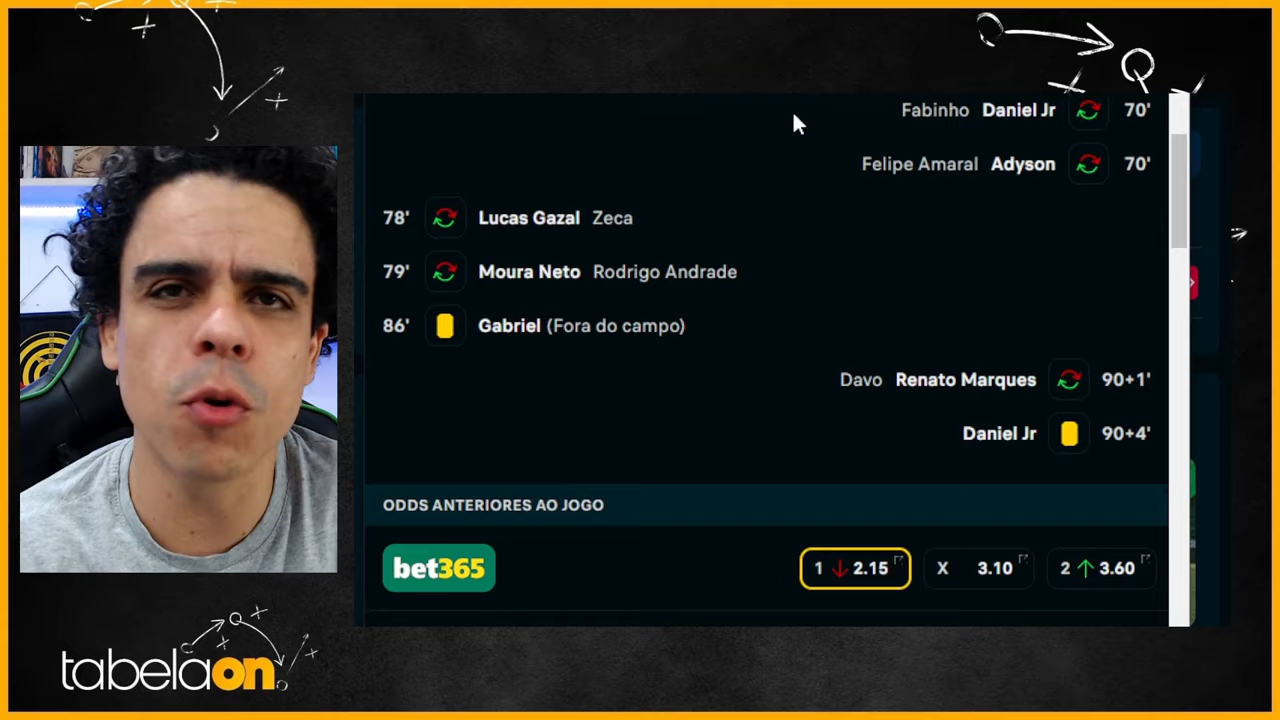 Fabinho Daniel Jr 70'
Felipe Amaral Adyson 70'
78' Lucas Gazal Zeca
79' Moura Neto Rodrigo Andrade
86' Gabriel (Fora do campo)
Davo Renato Marques 90+1'
Daniel Jr 90+4'
ODDS ANTERIORES AO JOGO
bet365 1 2.15 X 3.10 2 3.60
tabelaon